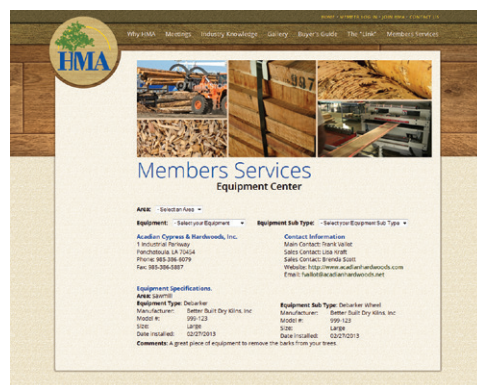 HOME • MEMBER LOG IN • JOIN HMA • CONTACT US
HMA
Why HMA Meetings Industry Knowledge Gallery Buyer's Guide The "Link" Members Services
997
Members Services
Equipment Center
Area: - Select an Area
Equipment: - Select your Equipment Equipment Sub Type: - Select your Equipment Sub Type
Acadian Cypress & Hardwoods, Inc.
1 Industrial Parkway
Ponchatoula, LA 70454
Phone: 985-386-6079
Fax: 985-386-5887
Contact Information
Main Contact: Frank Vallot
Sales Contact: Lisa Kraft
Sales Contact: Brenda Scott
Website: http://www.acadianhardwoods.com
Email: fvallot@acadianhardwoods.net
Equipment Specifications.
Area: sawmill
Equipment Type: Debarker
Manufacturer: Better Built Dry Kilns, Inc
Model #: 999-123
Size: Large
Date Installed: 02/27/2013
Equipment Sub Type: Debarker Wheel
Manufacturer: Better Built Dry Kilns, Inc
Model #: 999-123
Size: Large
Date Installed: 02/27/2013
Comments: A great piece of equipment to remove the barks from your trees.